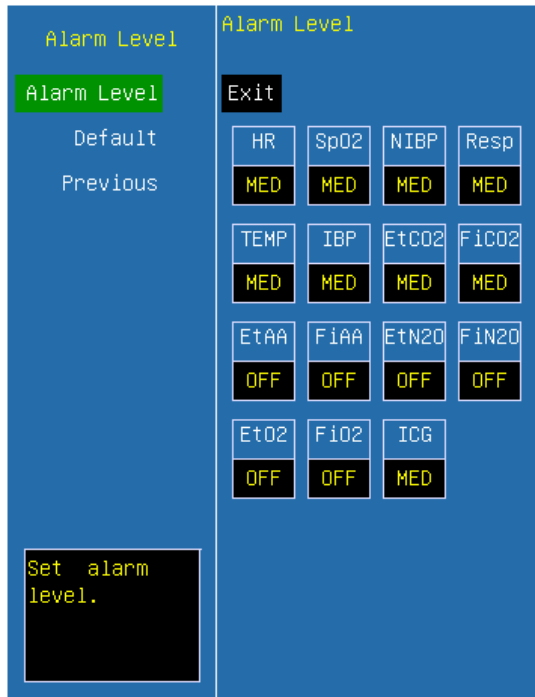 Alarm Level
Alarm Level
Default
Previous
Set alarm
level.
Alarm Level
Exit
HR SpO2 NIBP Resp
MED MED MED MED
TEMP IBP EtCO2 FiCO2
MED MED MED MED
EtAA FiAA EtN2O FiN2O
OFF OFF OFF OFF
EtO2 FiO2 ICG
OFF OFF MED